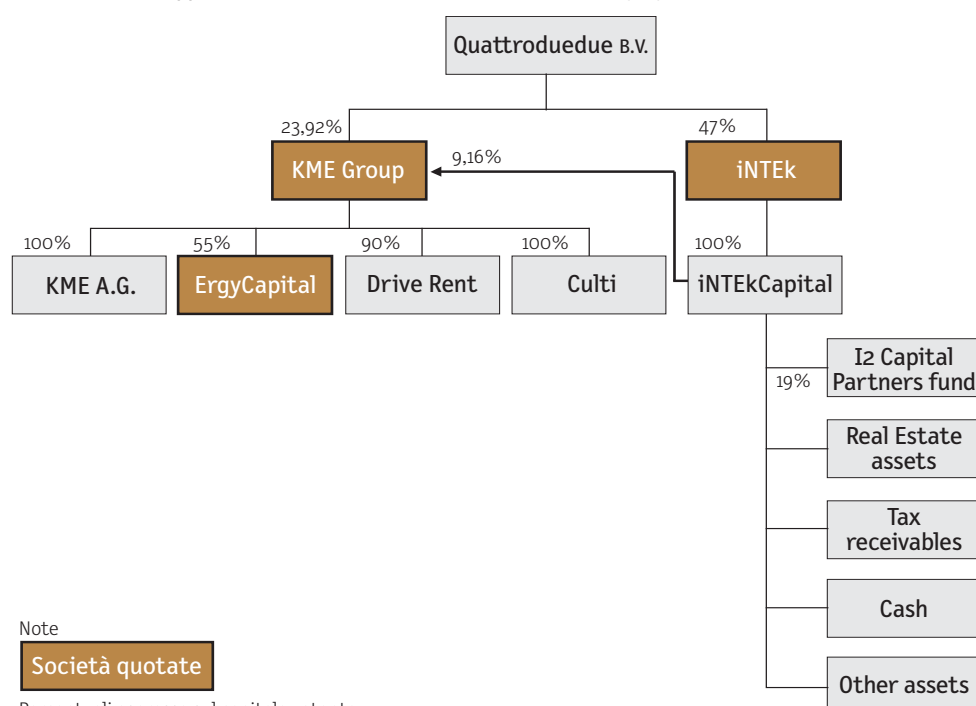 Quattroduedue B.V.
23,92%
47%
KME Group
9,16%
iNTEk
100%
55%
90%
100%
100%
KME A.G.
ErgyCapital
Drive Rent
Culti
iNTEkCapital
19%
I2 Capital
Partners fund
Real Estate
assets
Tax
receivables
Cash
Other assets
Note
Società quotate